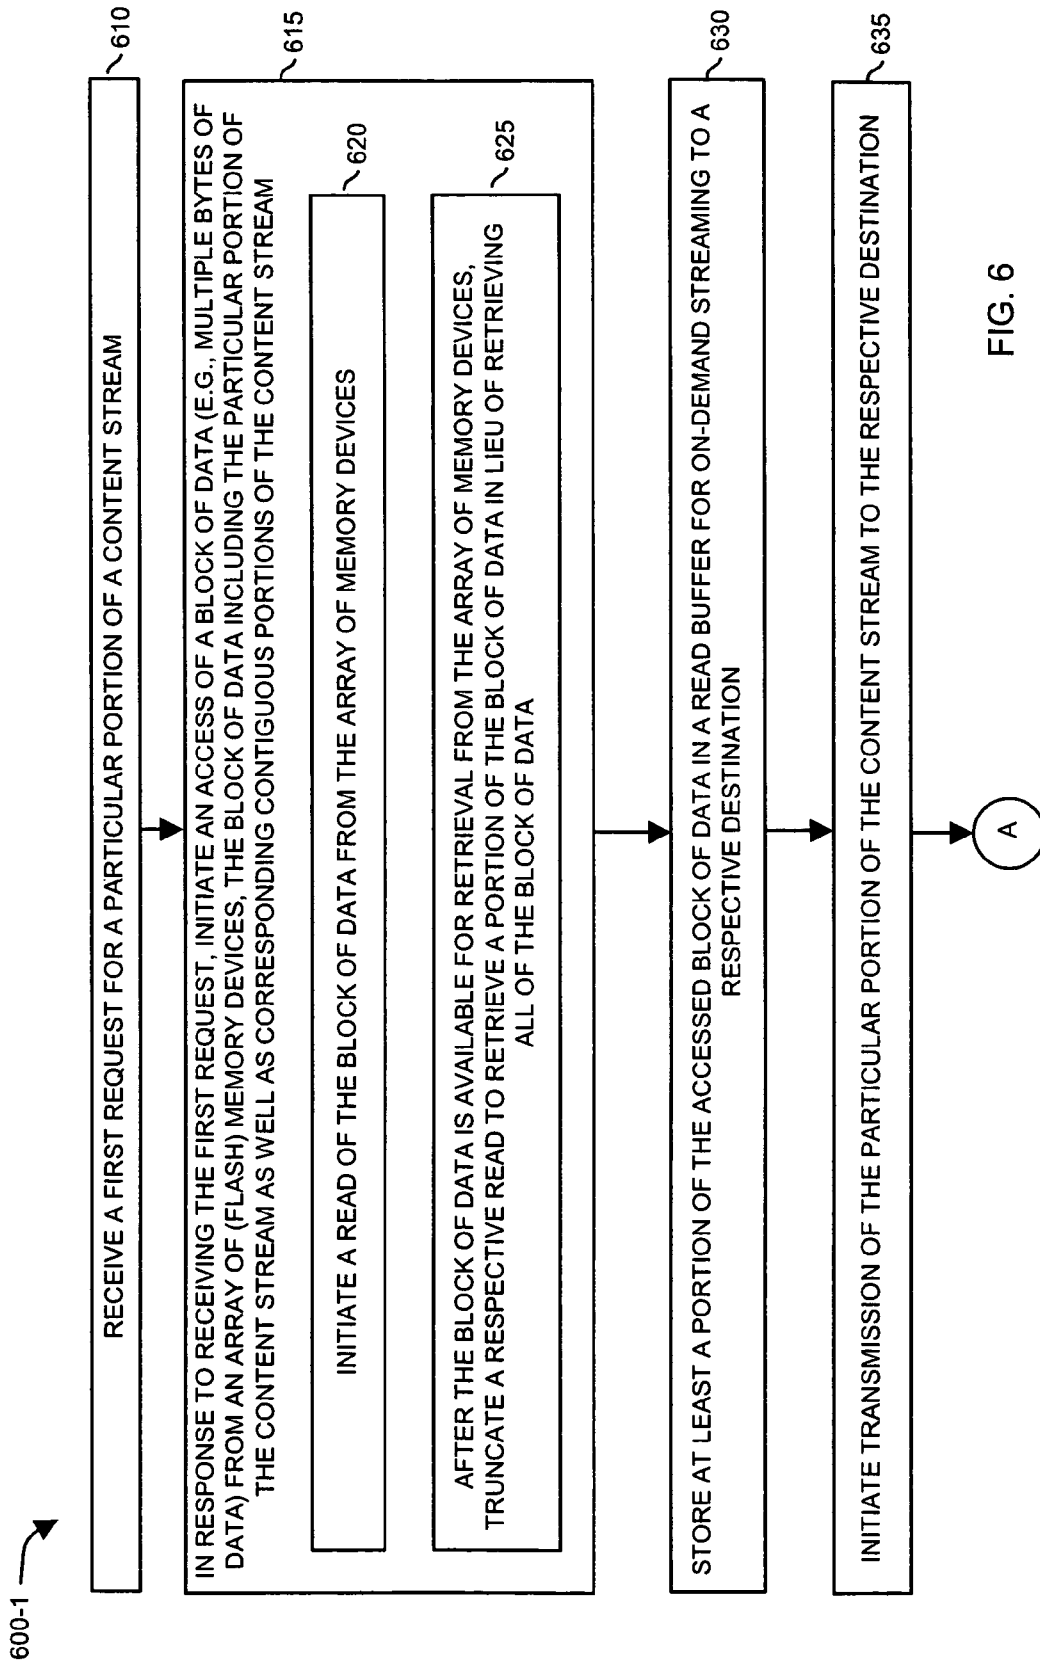 600-1
RECEIVE A FIRST REQUEST FOR A PARTICULAR PORTION OF A CONTENT STREAM
610
IN RESPONSE TO RECEIVING THE FIRST REQUEST, INITIATE AN ACCESS OF A BLOCK OF DATA (E.G., MULTIPLE BYTES OF
DATA) FROM AN ARRAY OF (FLASH) MEMORY DEVICES, THE BLOCK OF DATA INCLUDING THE PARTICULAR PORTION OF
THE CONTENT STREAM AS WELL AS CORRESPONDING CONTIGUOUS PORTIONS OF THE CONTENT STREAM
615
INITIATE A READ OF THE BLOCK OF DATA FROM THE ARRAY OF MEMORY DEVICES
620
AFTER THE BLOCK OF DATA IS AVAILABLE FOR RETRIEVAL FROM THE ARRAY OF MEMORY DEVICES,
TRUNCATE A RESPECTIVE READ TO RETRIEVE A PORTION OF THE BLOCK OF DATA IN LIEU OF RETRIEVING
ALL OF THE BLOCK OF DATA
625
STORE AT LEAST A PORTION OF THE ACCESSED BLOCK OF DATA IN A READ BUFFER FOR ON-DEMAND STREAMING TO A
RESPECTIVE DESTINATION
630
INITIATE TRANSMISSION OF THE PARTICULAR PORTION OF THE CONTENT STREAM TO THE RESPECTIVE DESTINATION
635
A
FIG. 6